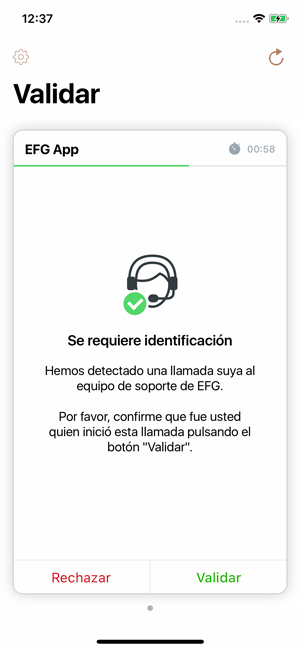 12:37
Validar
EFG App
00:58
Se requiere identificación
Hemos detectado una llamada suya al
equipo de soporte de EFG.
Por favor, confirme que fue usted
quien inició esta llamada pulsando el
botón "Validar".
Rechazar
Validar